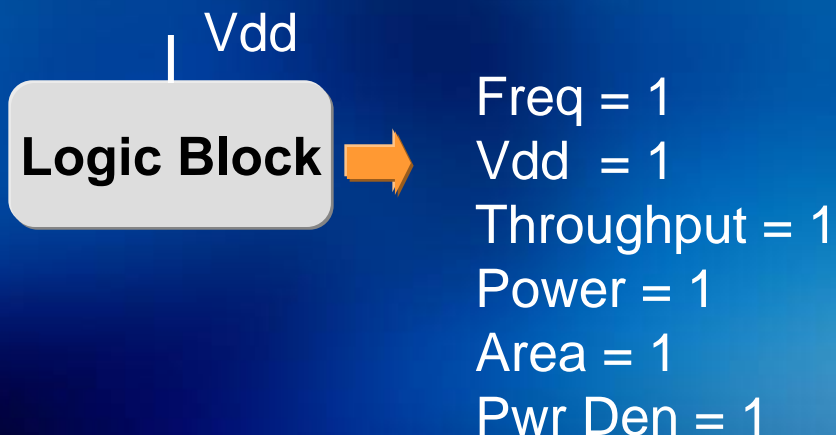 Vdd
Logic Block
Freq = 1
Vdd = 1
Throughput = 1
Power = 1
Area = 1
Pwr Den = 1